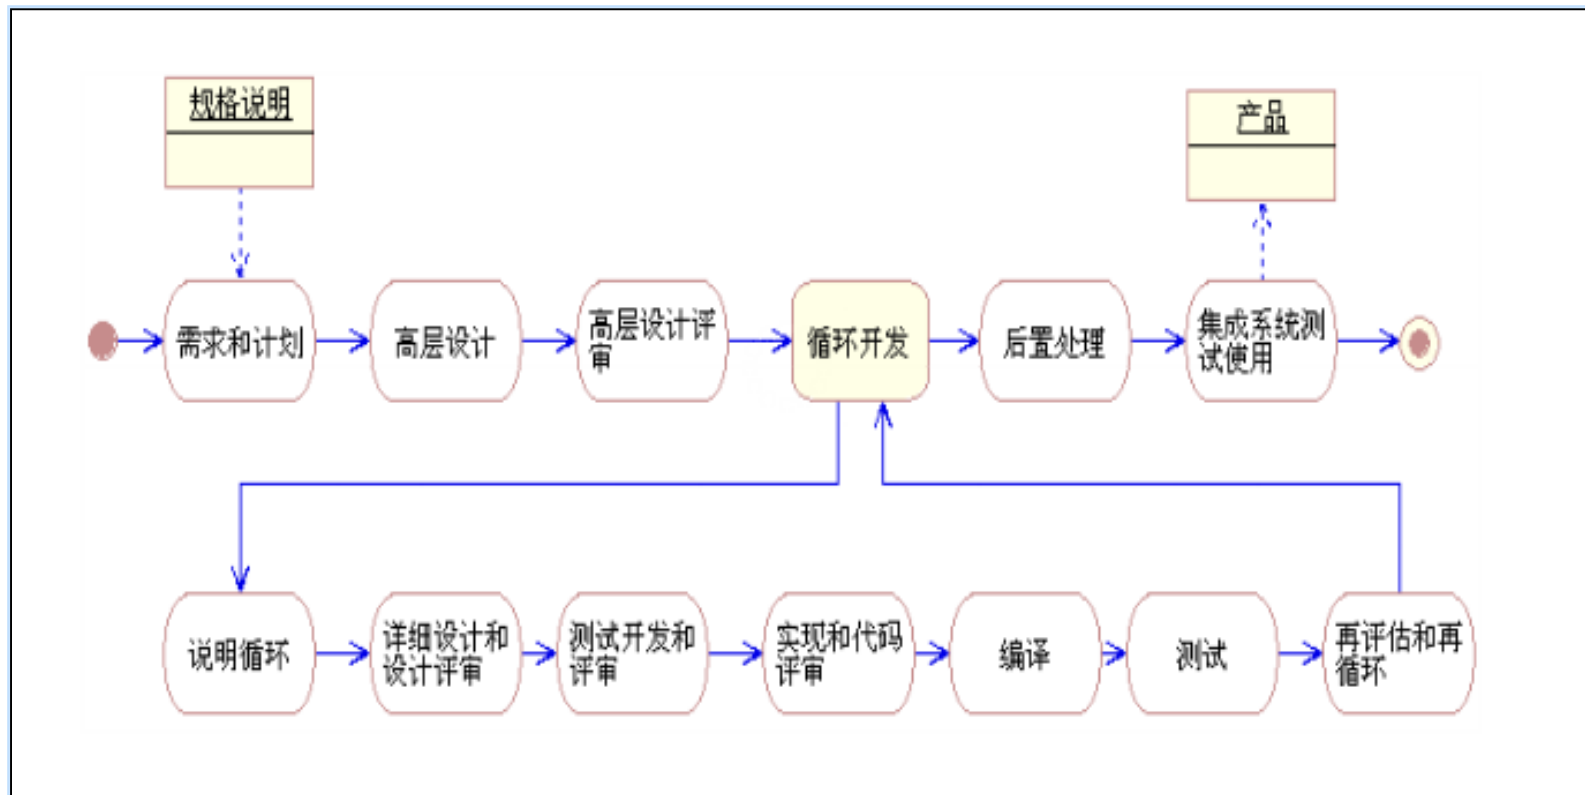 规格说明
产品
需求和计划
高层设计
高层设计评
审
循环开发
后置处理
集成系统测
试使用
说明循环
详细设计和
设计评审
测试开发和
评审
实现和代码
评审
编译
测试
再评估和再
循环